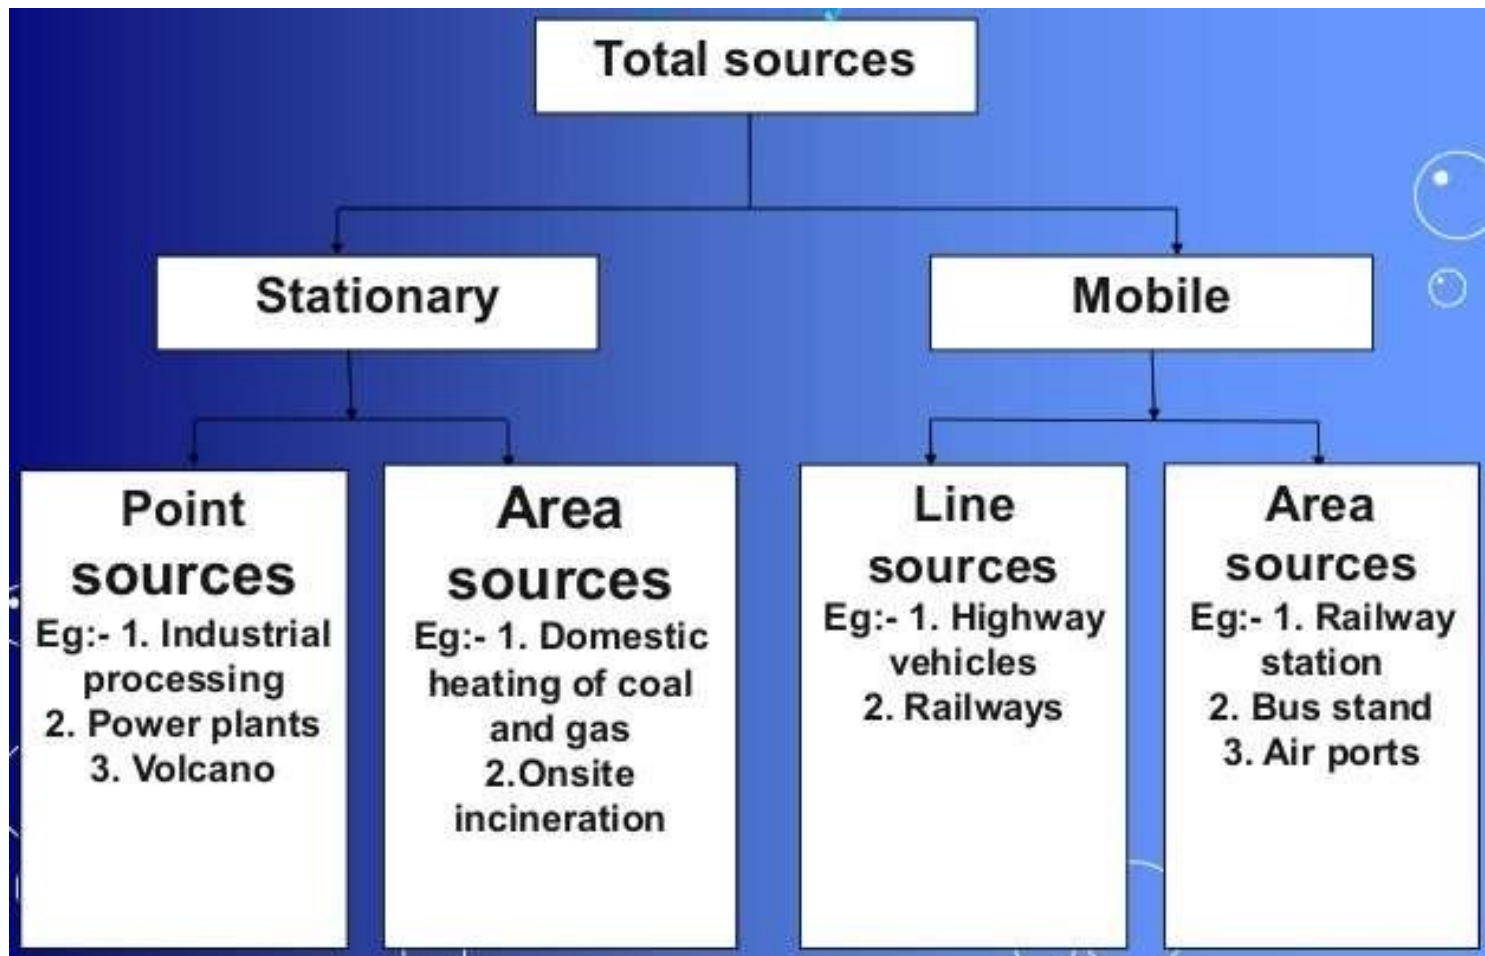 Total sources
Stationary
Mobile
Point
sources
Eg:- 1. Industrial
processing
2. Power plants
3. Volcano
Area
sources
Eg:- 1. Domestic
heating of coal
and gas
2.Onsite
incineration
Line
sources
Eg:- 1. Highway
vehicles
2. Railways
Area
sources
Eg:- 1. Railway
station
2. Bus stand
3. Air ports